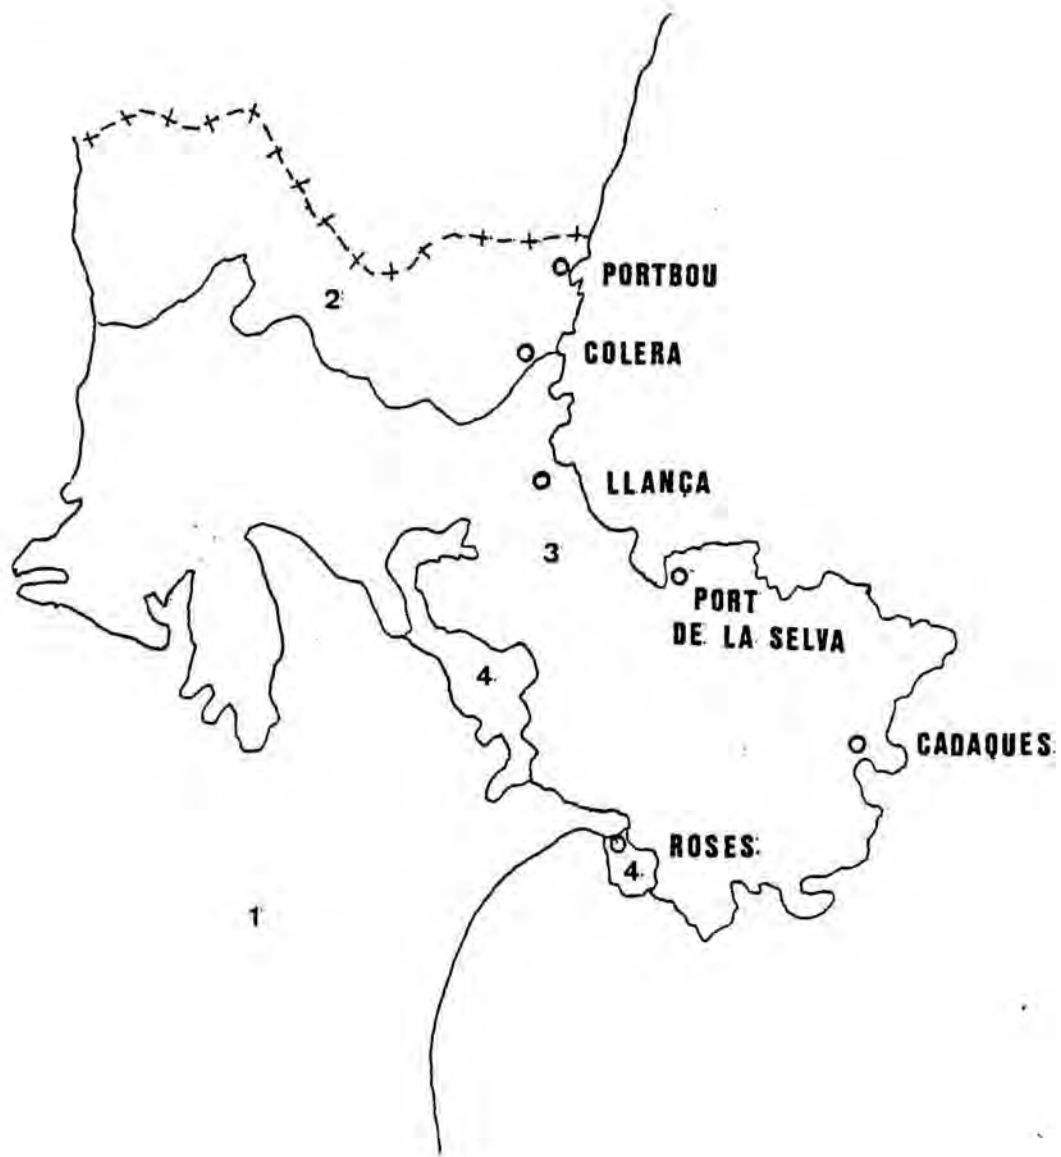 PORTBOU
2
COLERA
LLANÇA
3
PORT
DE LA SELVA
4
CADAQUES
ROSES
4
1